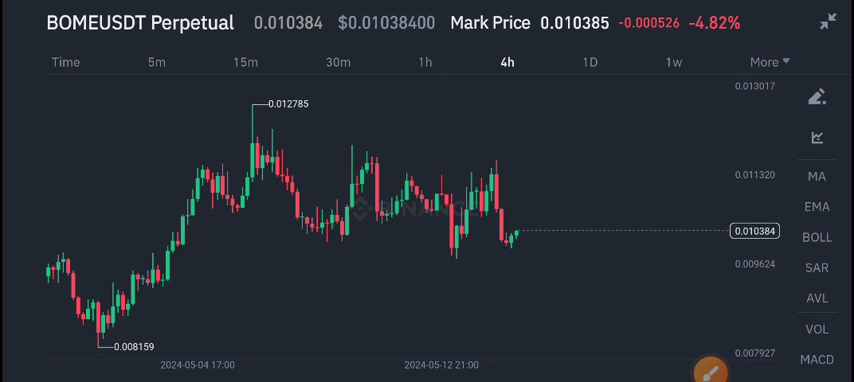 BOMEUSDT Perpetual 0.010384 $0.01038400 Mark Price 0.010385 -0.000526 -4.82%
Time 5m 15m 30m 1h 4h 1D 1w More
0.013017
0.012785
MA
0.011320
EMA
BINANCE
0.010384
BOLL
0.009624
SAR
AVL
VOL
0.008159
0.007927
MACD
2024-05-04 17:00 2024-05-12 21:00